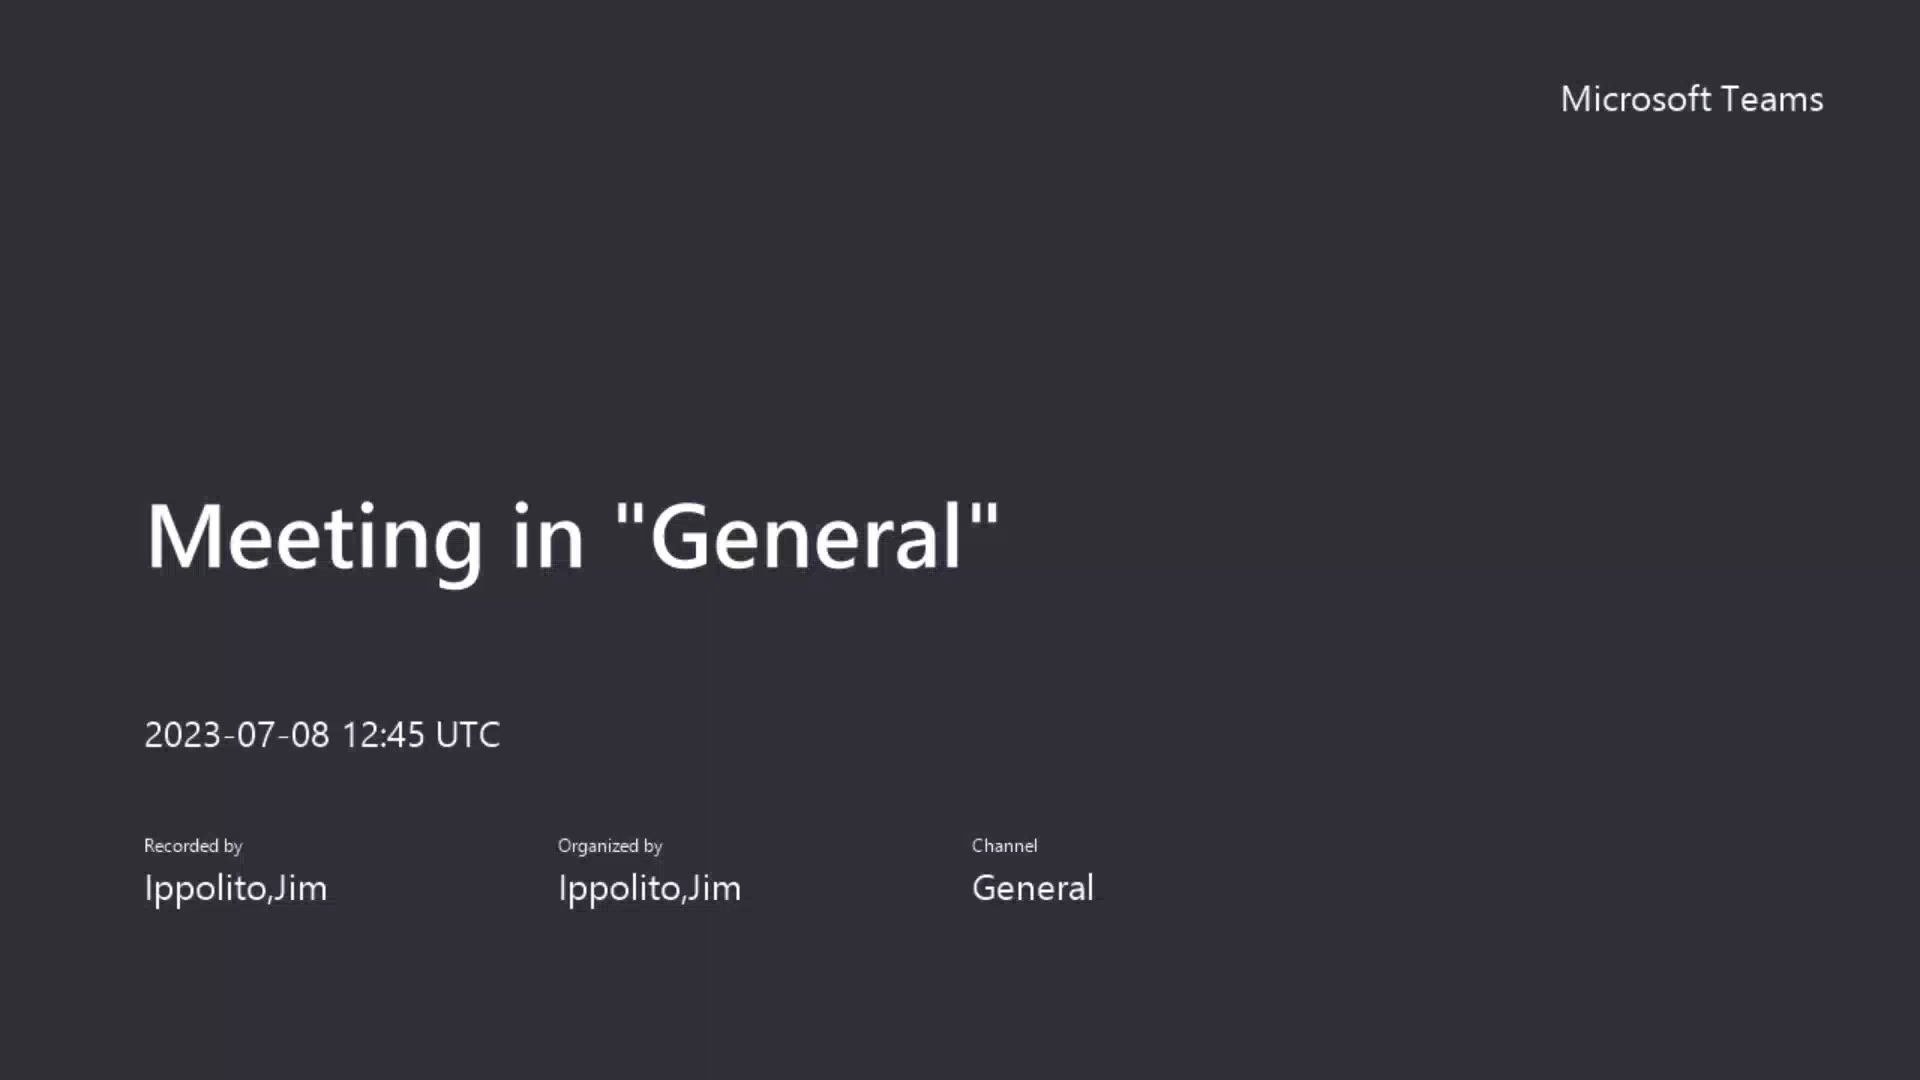 Microsoft Teams
Meeting in "General"
2023-07-08 12:45 UTC
Recorded by
Ippolito,Jim
Organized by
Ippolito,Jim
Channel
General